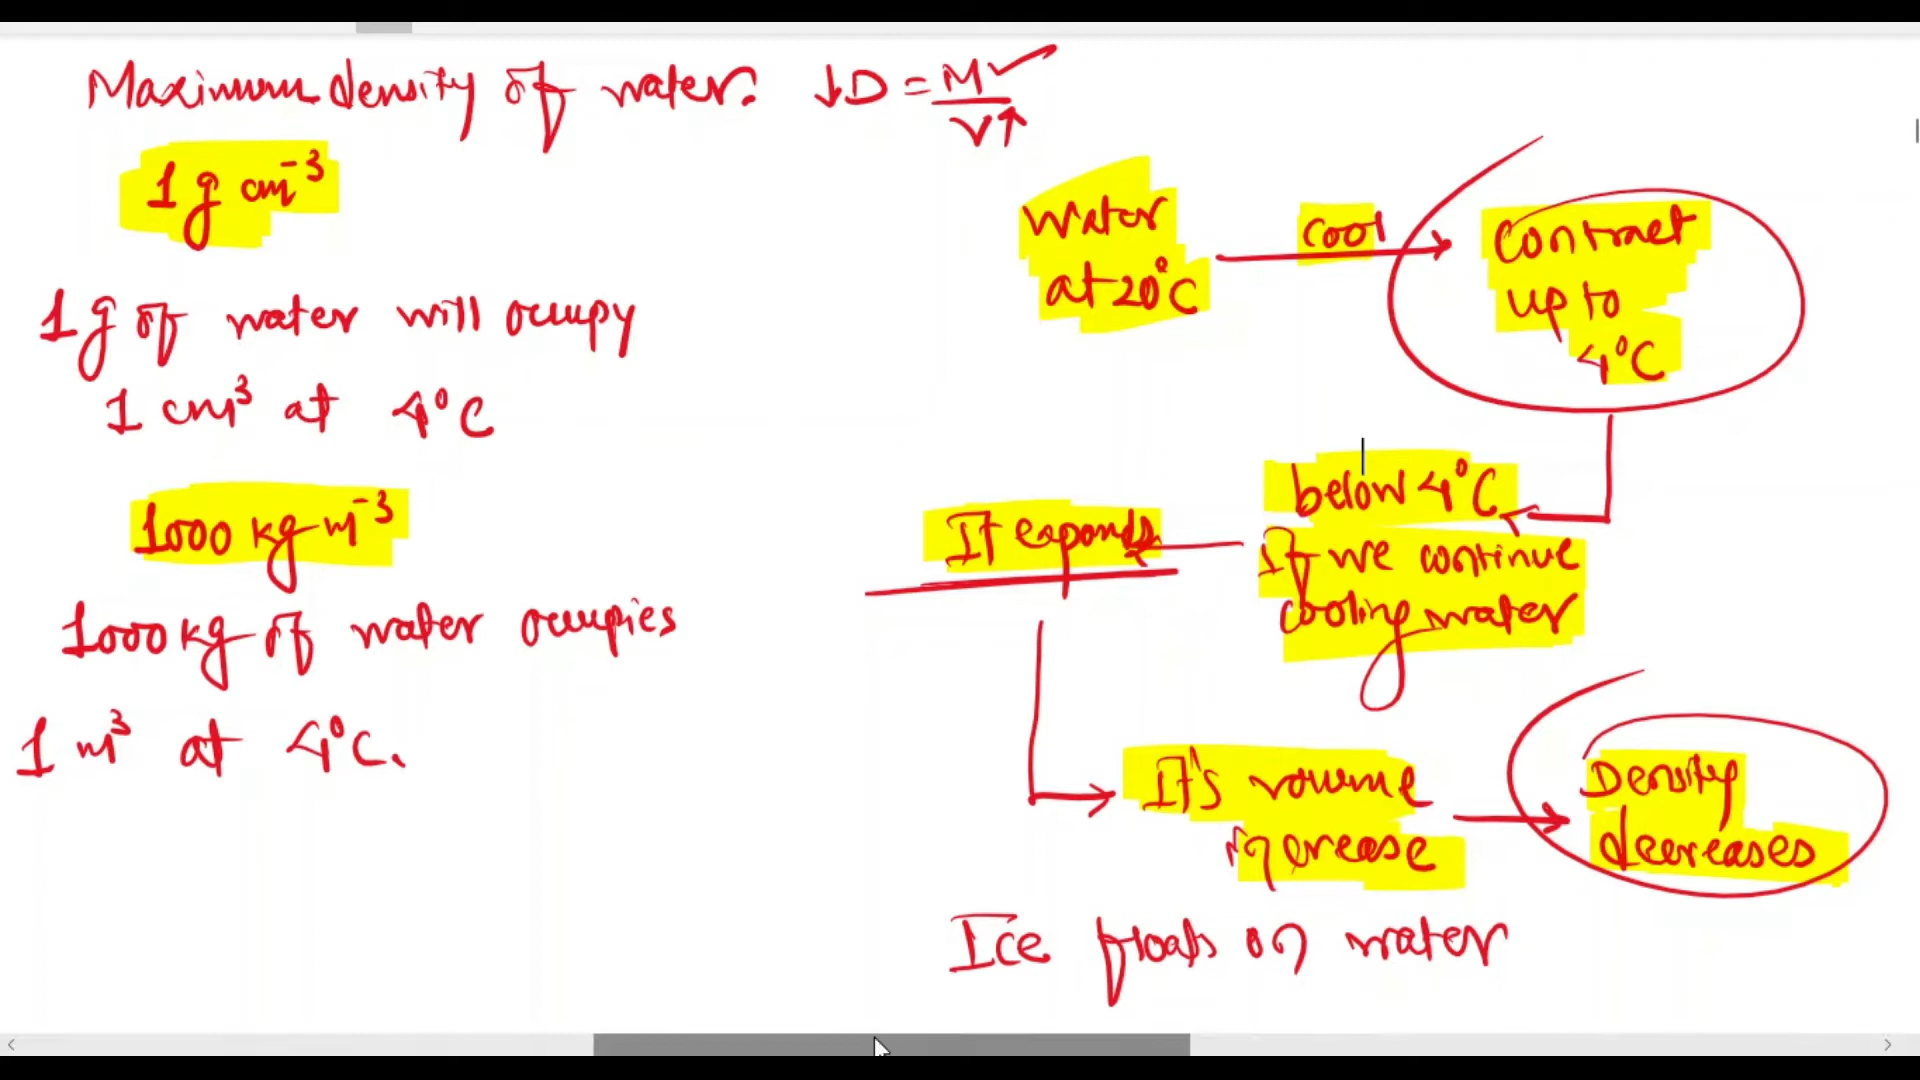 Maximum density of water. ↓D = M✓/V↑
1 g cm⁻³
1g of water will occupy
1 cm³ at 4°C
1000 kg m⁻³
1000 kg of water occupies
1 m³ at 4°C.
Water
at 20°C
cool
contract
up to
4°C
below 4°C
If we continue
cooling water
It expands
It's volume
increase
Density
decreases
Ice floats on water